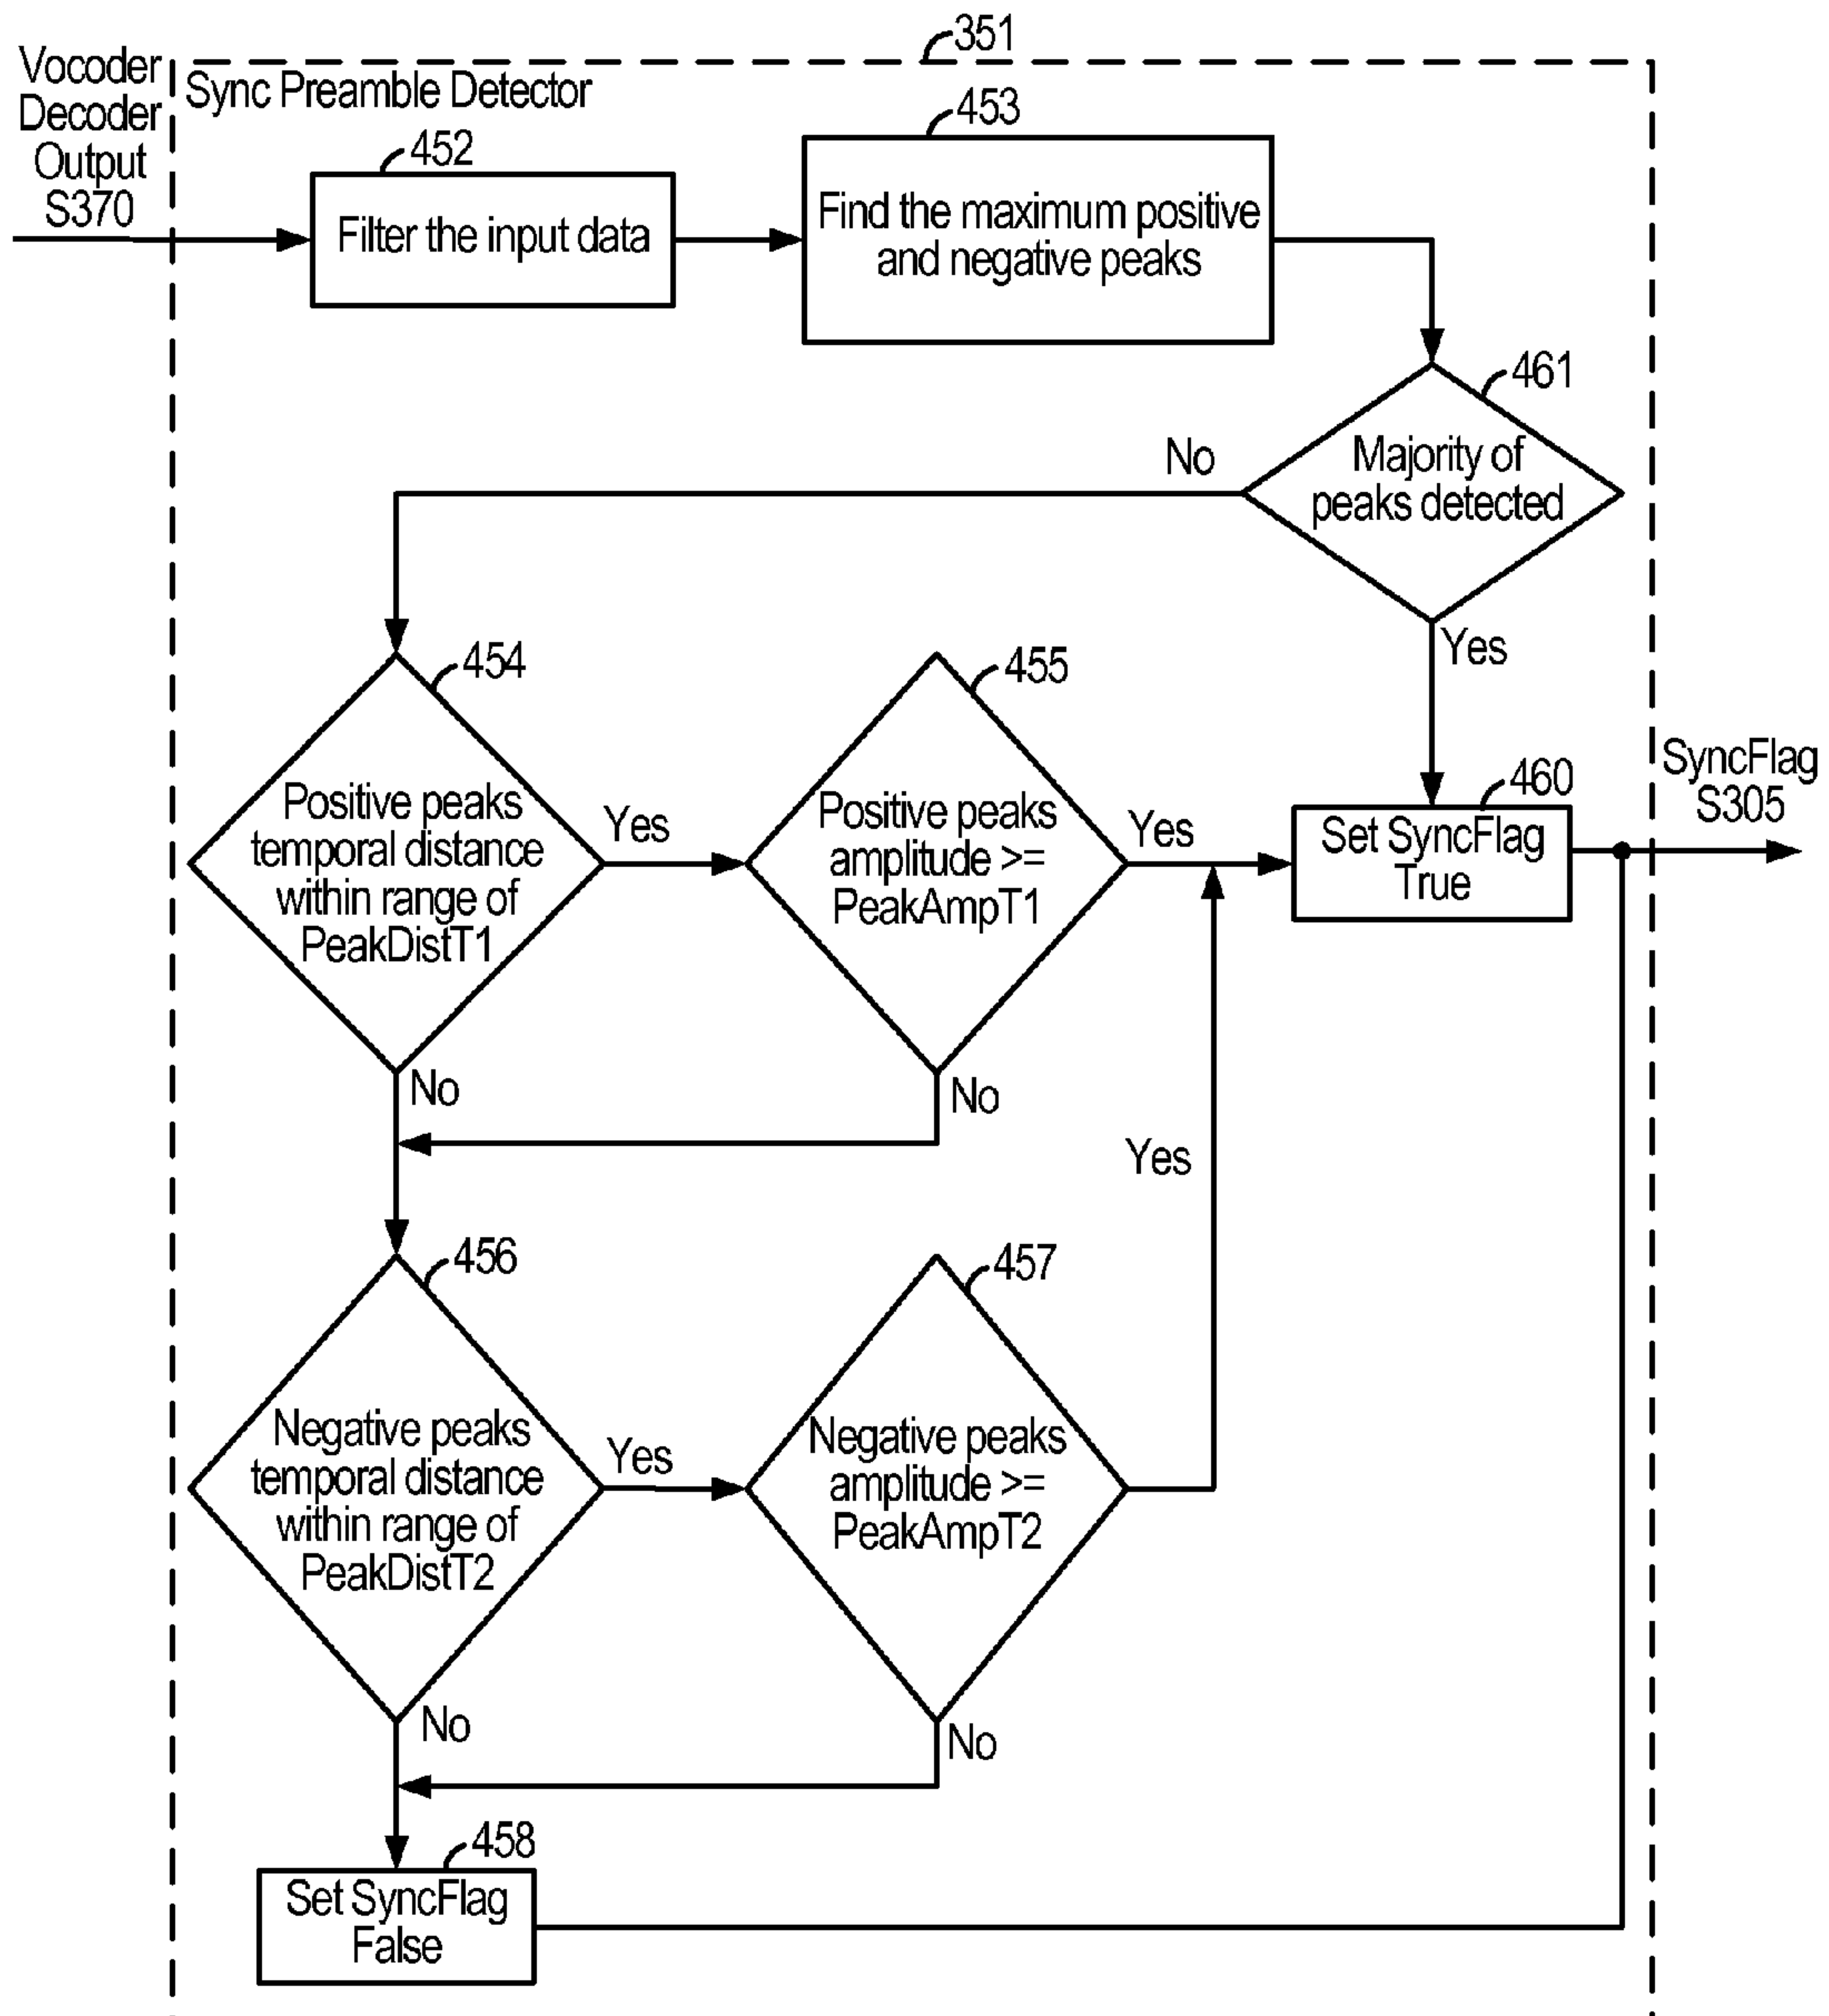 351
Vocoder
Decoder
Output
S370
Sync Preamble Detector
452
Filter the input data
453
Find the maximum positive
and negative peaks
461
Majority of
peaks detected
No
Yes
454
Positive peaks
temporal distance
within range of
PeakDistT1
Yes
No
455
Positive peaks
amplitude >=
PeakAmpT1
Yes
No
460
Set SyncFlag
True
SyncFlag
S305
456
Negative peaks
temporal distance
within range of
PeakDistT2
Yes
No
457
Negative peaks
amplitude >=
PeakAmpT2
Yes
No
458
Set SyncFlag
False